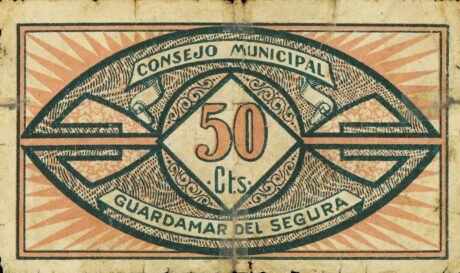 CONSEJO MUNICIPAL
50
·Cts·
GUARDAMAR DEL SEGURA